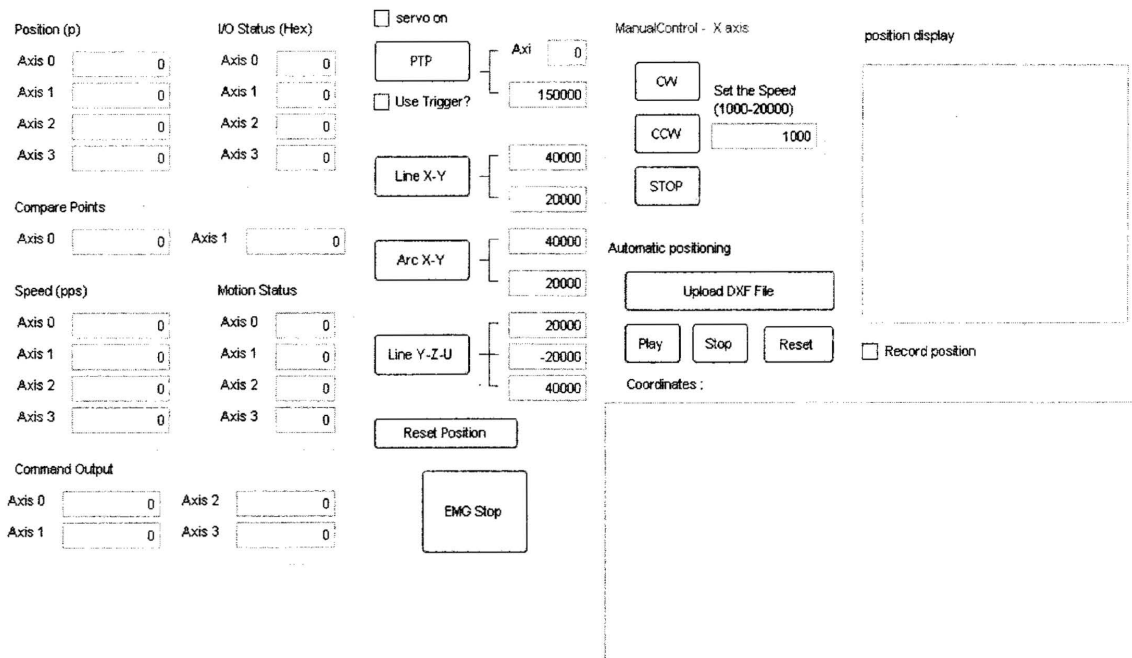 Position (p)
Axis 0 0
Axis 1 0
Axis 2 0
Axis 3 0
I/O Status (Hex)
Axis 0 0
Axis 1 0
Axis 2 0
Axis 3 0
Compare Points
Axis 0 0 Axis 1 0
Speed (pps)
Axis 0 0
Axis 1 0
Axis 2 0
Axis 3 0
Motion Status
Axis 0 0
Axis 1 0
Axis 2 0
Axis 3 0
Command Output
Axis 0 0 Axis 2 0
Axis 1 0 Axis 3 0
servo on
PTP
Axi 0
150000
Use Trigger?
Line X-Y
40000
20000
Arc X-Y
40000
20000
Line Y-Z-U
20000
-20000
40000
Reset Position
EMG Stop
ManualControl - X axis
CW
CCW
STOP
Set the Speed
(1000-20000)
1000
Automatic positioning
Upload DXF File
Play Stop Reset
Coordinates :
position display
Record position